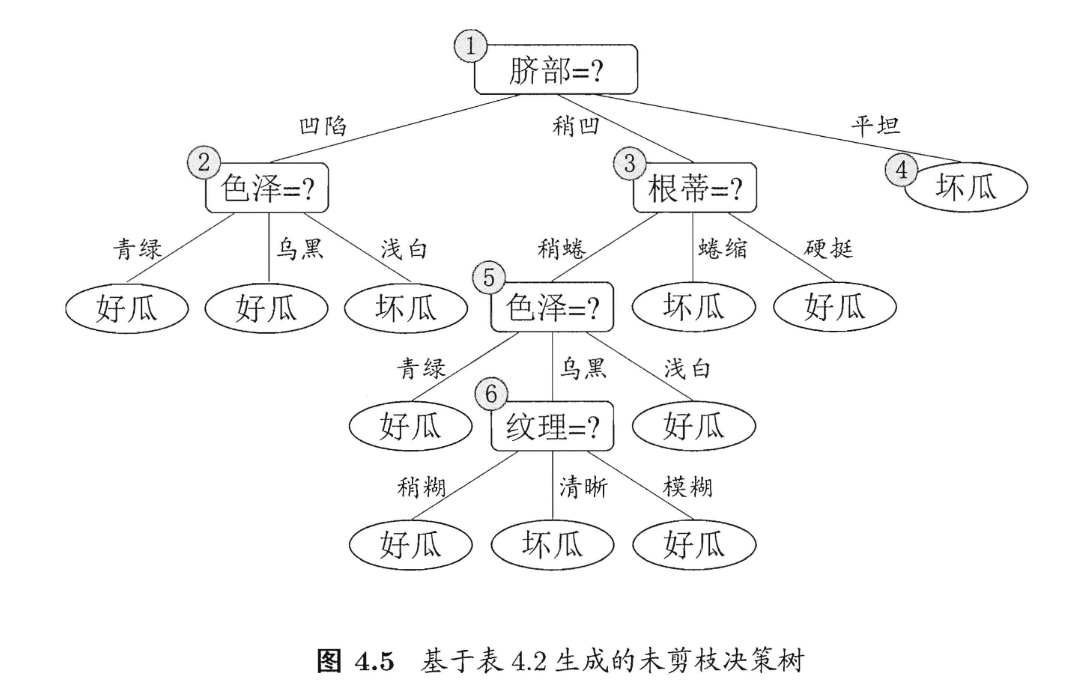 ① 脐部=?
凹陷 稍凹 平坦
② 色泽=? ③ 根蒂=? ④ 坏瓜
青绿 乌黑 浅白 稍蜷 蜷缩 硬挺
好瓜 好瓜 坏瓜 ⑤ 色泽=? 坏瓜 好瓜
青绿 乌黑 浅白
好瓜 ⑥ 纹理=? 好瓜
稍糊 清晰 模糊
好瓜 坏瓜 好瓜
图 4.5 基于表 4.2 生成的未剪枝决策树